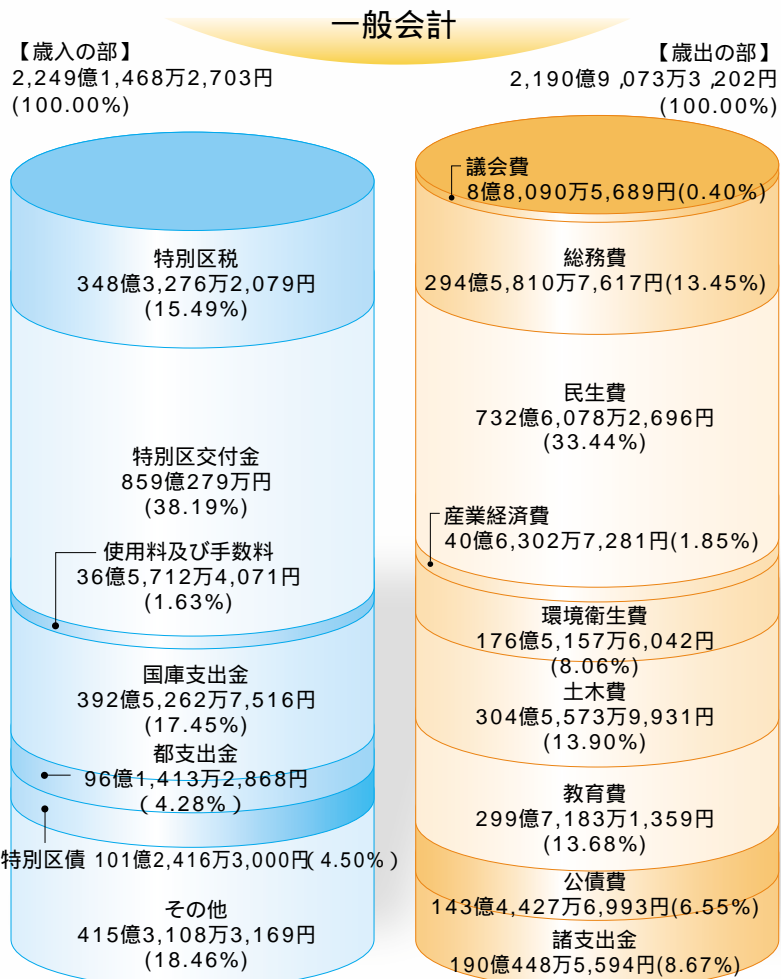 一般会計
【歳入の部】
2,249億1,468万2,703円
(100.00%)
特別区税
348億3,276万2,079円
(15.49%)
特別区交付金
859億279万円
(38.19%)
使用料及び手数料
36億5,712万4,071円
(1.63%)
国庫支出金
392億5,262万7,516円
(17.45%)
都支出金
96億1,413万2,868円
(4.28%)
特別区債 101億2,416万3,000円(4.50%)
その他
415億3,108万3,169円
(18.46%)
【歳出の部】
2,190億9,073万3,202円
(100.00%)
議会費
8億8,090万5,689円(0.40%)
総務費
294億5,810万7,617円(13.45%)
民生費
732億6,078万2,696円
(33.44%)
産業経済費
40億6,302万7,281円(1.85%)
環境衛生費
176億5,157万6,042円
(8.06%)
土木費
304億5,573万9,931円
(13.90%)
教育費
299億7,183万1,359円
(13.68%)
公債費
143億4,427万6,993円(6.55%)
諸支出金
190億448万5,594円(8.67%)